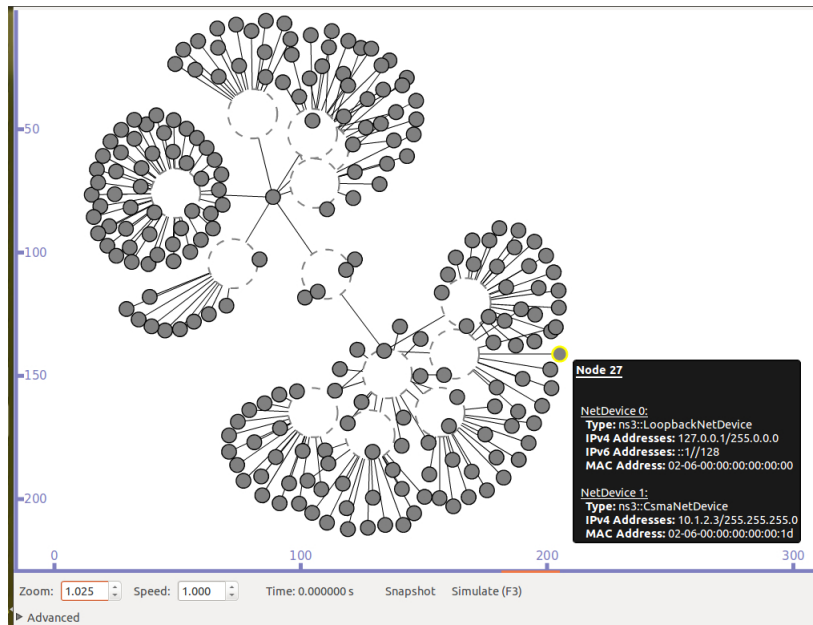 50
100
150
200
0
100
200
300
Node 27
NetDevice 0:
Type: ns3::LoopbackNetDevice
IPv4 Addresses: 127.0.0.1/255.0.0.0
IPv6 Addresses: ::1//128
MAC Address: 02-06-00:00:00:00:00:00
NetDevice 1:
Type: ns3::CsmaNetDevice
IPv4 Addresses: 10.1.2.3/255.255.255.0
MAC Address: 02-06-00:00:00:00:00:1d
Zoom: 1.025 Speed: 1.000 Time: 0.000000 s Snapshot Simulate (F3)
Advanced